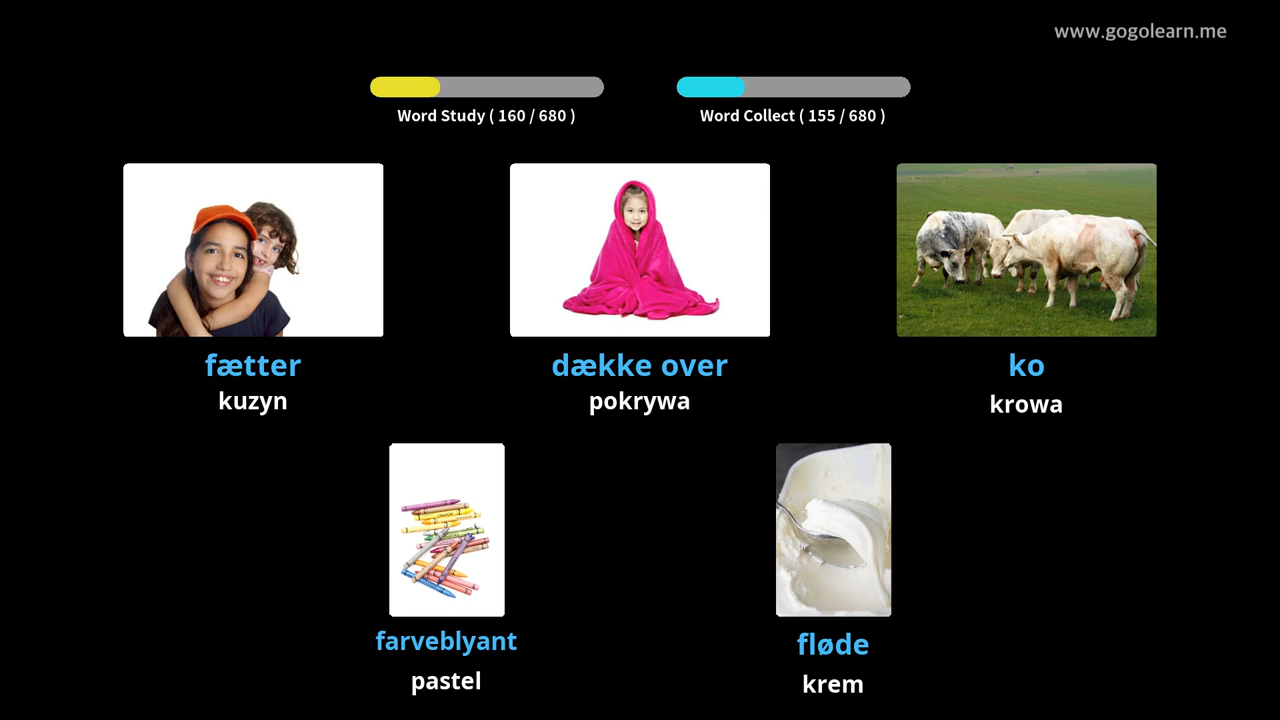 www.gogolearn.me
Word Study ( 160 / 680 )
Word Collect ( 155 / 680 )
fætter
kuzyn
dække over
pokrywa
ko
krowa
farveblyant
pastel
fløde
krem